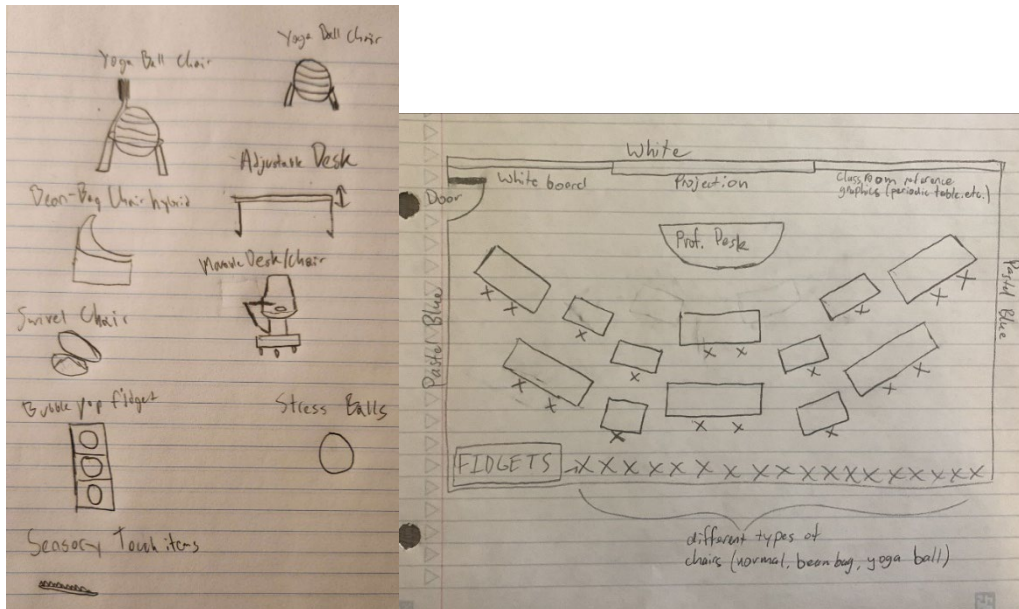 Yoga Ball Chair
Yoga Ball Chair
Adjustable Desk
Bean-Bag Chair hybrid
Movable Desk/Chair
Swivel Chair
Bubble pop fidget
Stress Balls
Sensory Touch items
White
White board
Projection
Classroom reference
graphics (periodic table.etc.)
Door
Prof. Desk
Pastel Blue
Pastel Blue
FIDGETS
different types of
chairs (normal, bean bag, yoga ball)